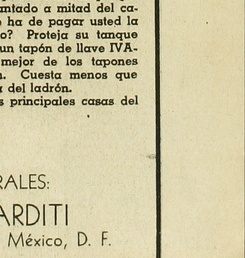 antado a mitad del ca-
e ha de pagar usted la
o? Proteja su tanque
un tapón de llave IVA-
mejor de los tapones
n. Cuesta menos que
a del ladrón.
s principales casas del
RALES:
ARDITI
México, D. F.